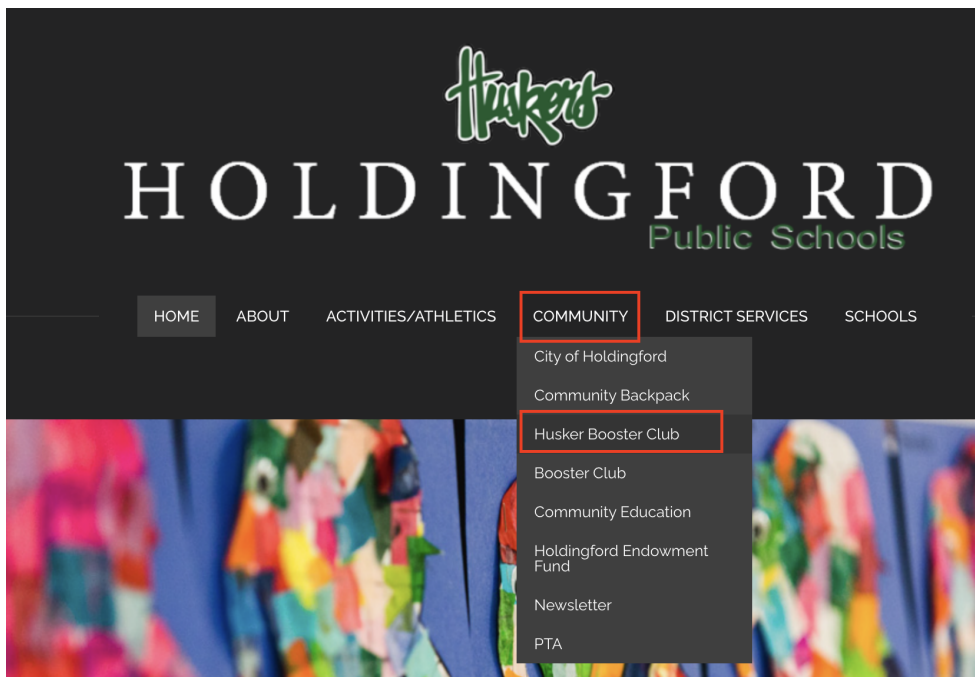 Huskers
HOLDINGFORD
Public Schools
HOME ABOUT ACTIVITIES/ATHLETICS COMMUNITY DISTRICT SERVICES SCHOOLS
City of Holdingford
Community Backpack
Husker Booster Club
Booster Club
Community Education
Holdingford Endowment
Fund
Newsletter
PTA